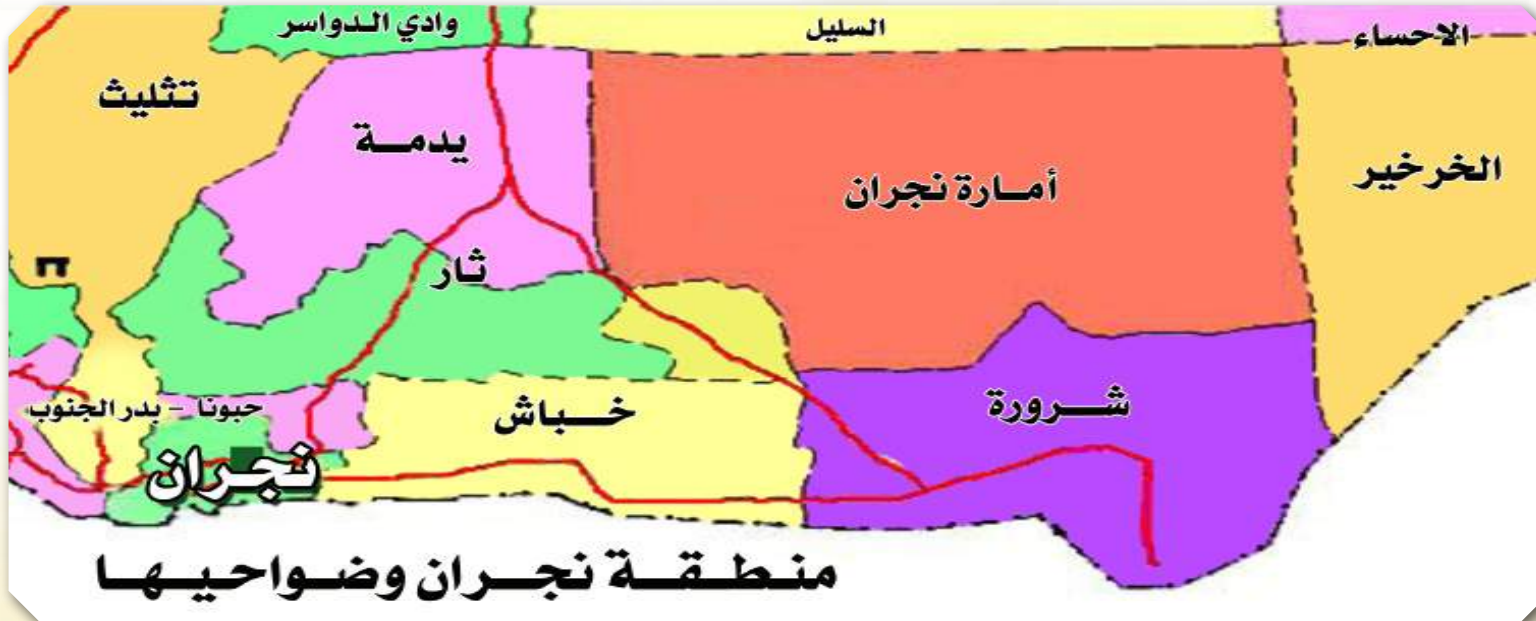 الاحساء
السليل
وادي الدواسر
تثليث
يدمة
أمارة نجران
الخرخير
ثار
شرورة
خباش
حبونا - بدر الجنوب
نجران
منطقة نجران وضواحيها